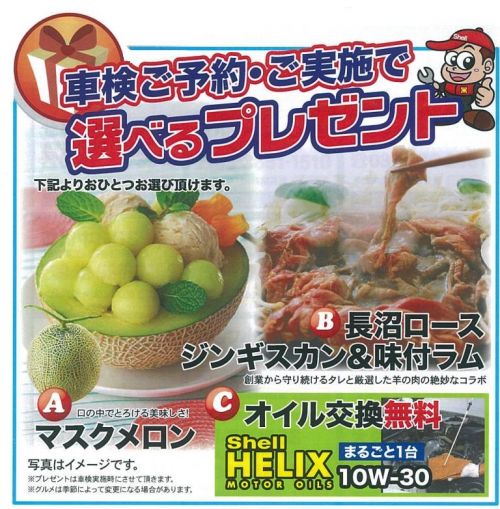 Shell
車検ご予約・ご実施で
選べるプレゼント
下記よりおひとつお選び頂けます。
B 長沼ロース
ジンギスカン&味付ラム
創業から守り続けるタレと厳選した羊の肉の絶妙なコラボ
A 口の中でとろける美味しさ!
マスクメロン
写真はイメージです。
※プレゼントは車検実施時にさせて頂きます。
※グルメは季節によって変更になる場合があります。
C オイル交換無料
Shell
HELIX
MOTOR OILS
まるごと1台
10W-30